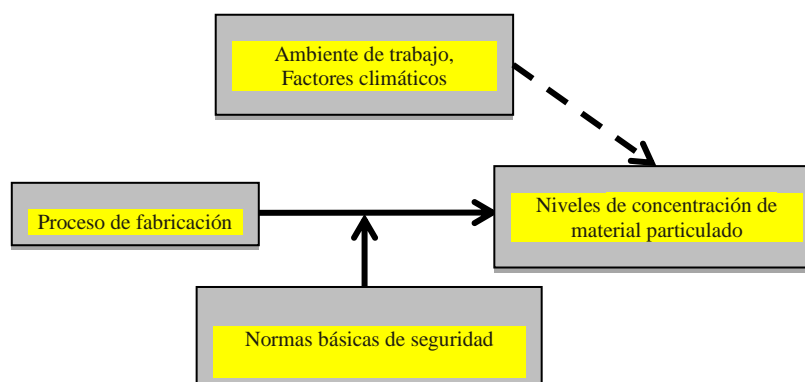 Ambiente de trabajo,
Factores climáticos
Proceso de fabricación
Niveles de concentración de
material particulado
Normas básicas de seguridad